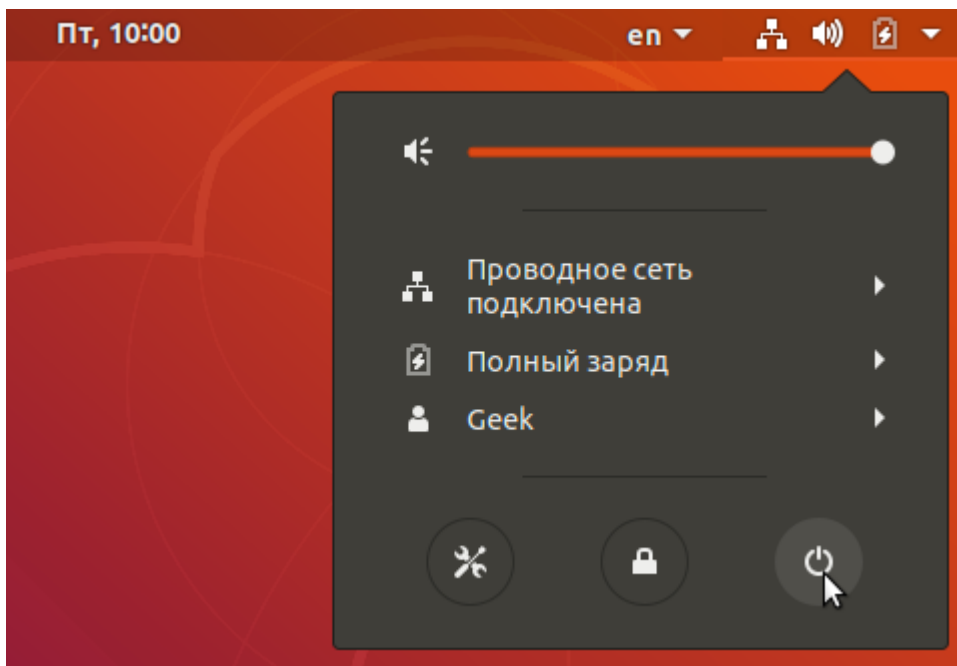 Пт, 10:00
en
Проводное сеть
подключена
Полный заряд
Geek